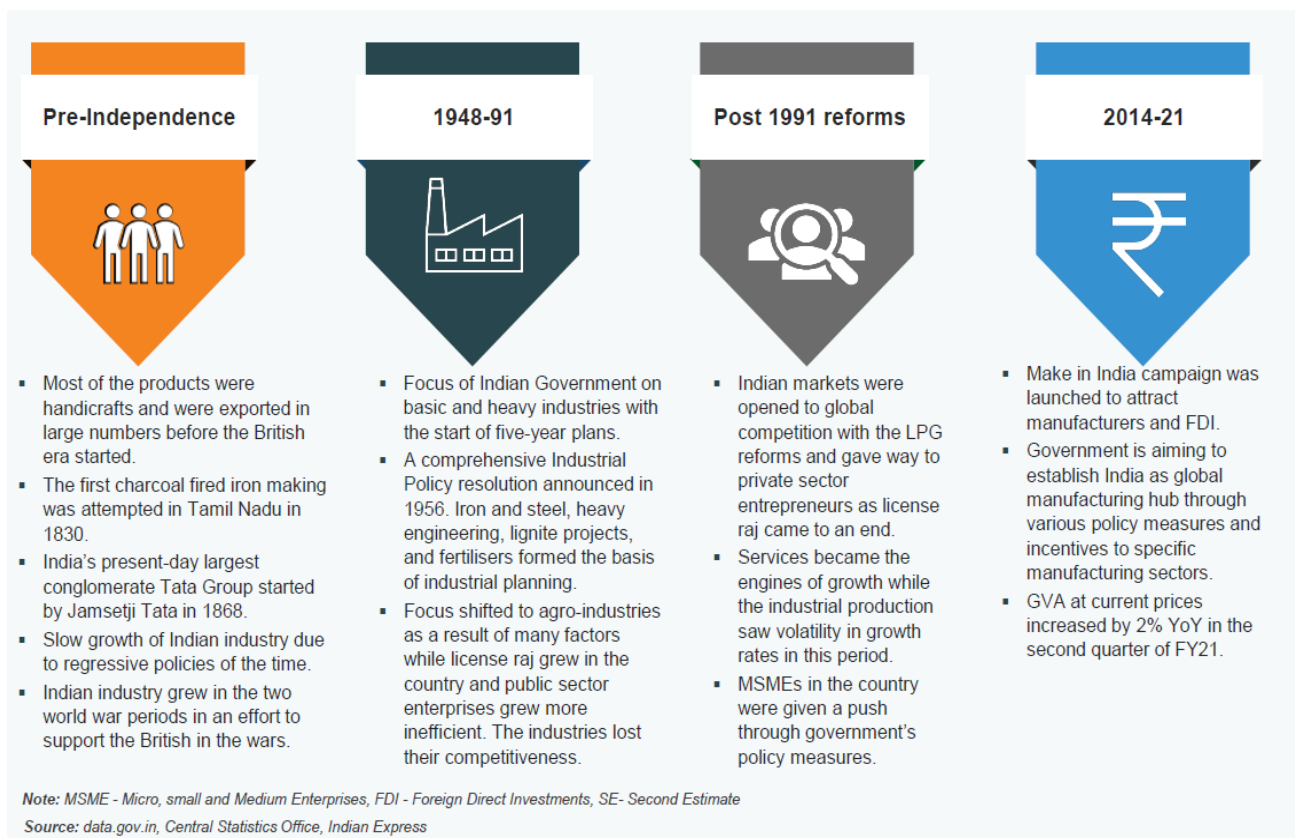 Pre-Independence
▪ Most of the products were
handicrafts and were exported in
large numbers before the British
era started.
▪ The first charcoal fired iron making
was attempted in Tamil Nadu in
1830.
▪ India's present-day largest
conglomerate Tata Group started
by Jamsetji Tata in 1868.
▪ Slow growth of Indian industry due
to regressive policies of the time.
▪ Indian industry grew in the two
world war periods in an effort to
support the British in the wars.
1948-91
▪ Focus of Indian Government on
basic and heavy industries with
the start of five-year plans.
▪ A comprehensive Industrial
Policy resolution announced in
1956. Iron and steel, heavy
engineering, lignite projects,
and fertilisers formed the basis
of industrial planning.
▪ Focus shifted to agro-industries
as a result of many factors
while license raj grew in the
country and public sector
enterprises grew more
inefficient. The industries lost
their competitiveness.
Post 1991 reforms
▪ Indian markets were
opened to global
competition with the LPG
reforms and gave way to
private sector
entrepreneurs as license
raj came to an end.
▪ Services became the
engines of growth while
the industrial production
saw volatility in growth
rates in this period.
▪ MSMEs in the country
were given a push
through government's
policy measures.
2014-21
₹
▪ Make in India campaign was
launched to attract
manufacturers and FDI.
▪ Government is aiming to
establish India as global
manufacturing hub through
various policy measures and
incentives to specific
manufacturing sectors.
▪ GVA at current prices
increased by 2% YoY in the
second quarter of FY21.
Note: MSME - Micro, small and Medium Enterprises, FDI - Foreign Direct Investments, SE- Second Estimate
Source: data.gov.in, Central Statistics Office, Indian Express